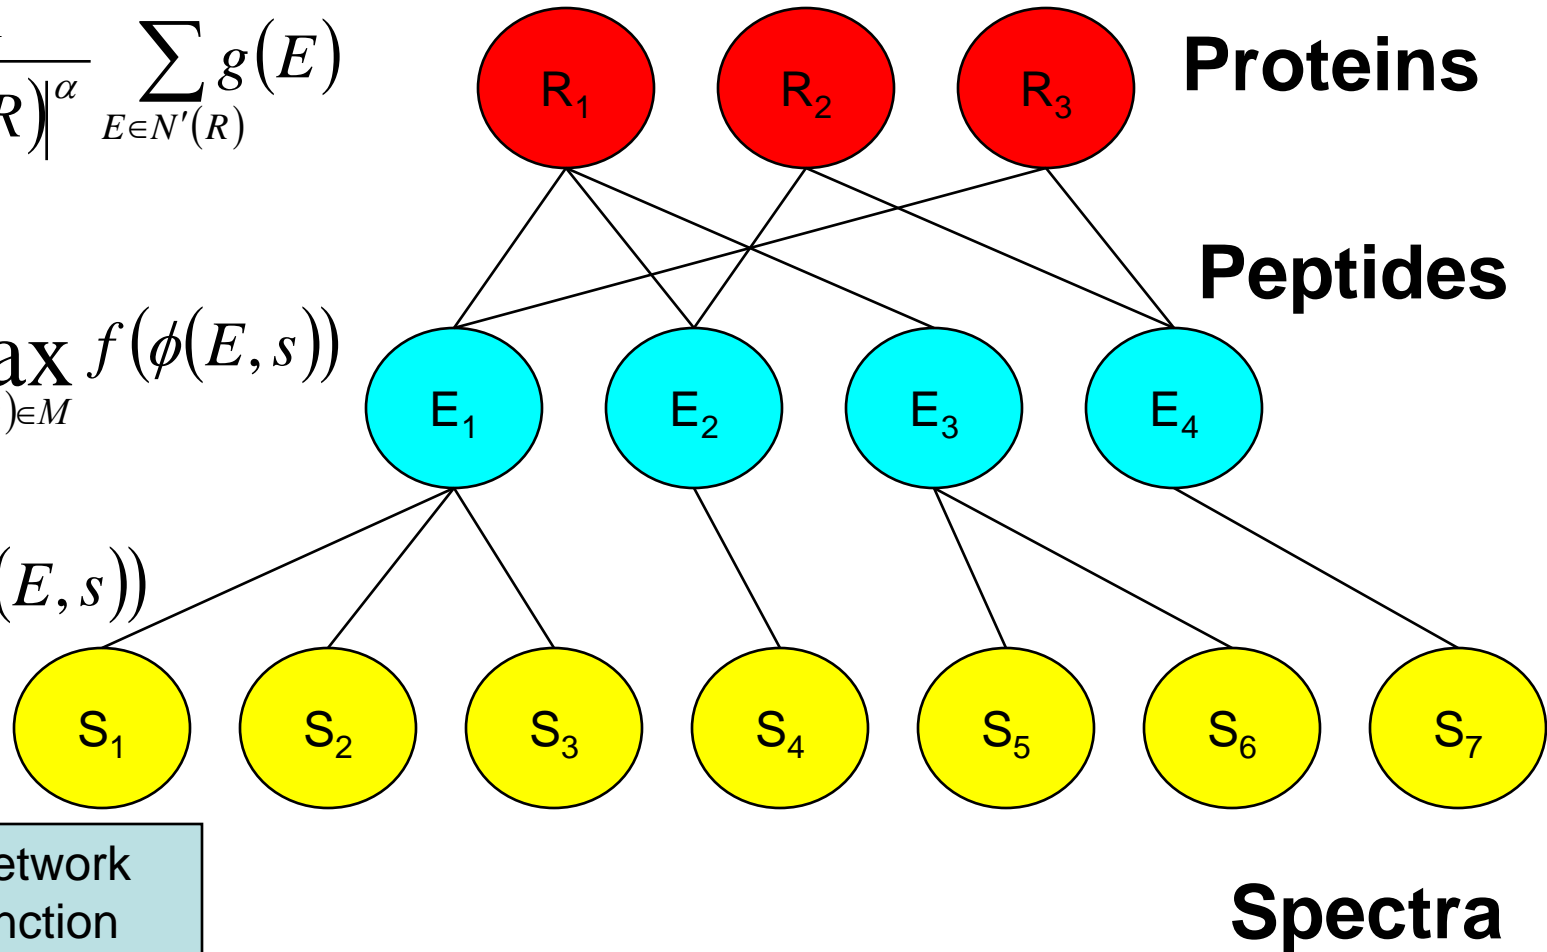 R)|^α ∑ g(E)
E∈N′(R)
R₁ R₂ R₃ Proteins
Peptides
ax f(ϕ(E, s))
)∈M
E₁ E₂ E₃ E₄
(E, s))
S₁ S₂ S₃ S₄ S₅ S₆ S₇
etwork
nction
Spectra